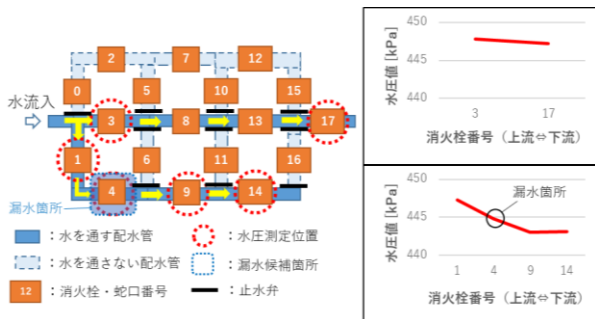 2
7
12
0
5
10
15
水流入
3
8
13
17
1
6
11
16
4
9
14
漏水箇所
：水を通す配水管
：水圧測定位置
：水を通さない配水管
：漏水候補箇所
12
：消火栓・蛇口番号
：止水弁
水圧値 [kPa]
450
445
440
3
17
消火栓番号（上流⇔下流）
水圧値 [kPa]
450
445
440
漏水箇所
1
4
9
14
消火栓番号（上流⇔下流）